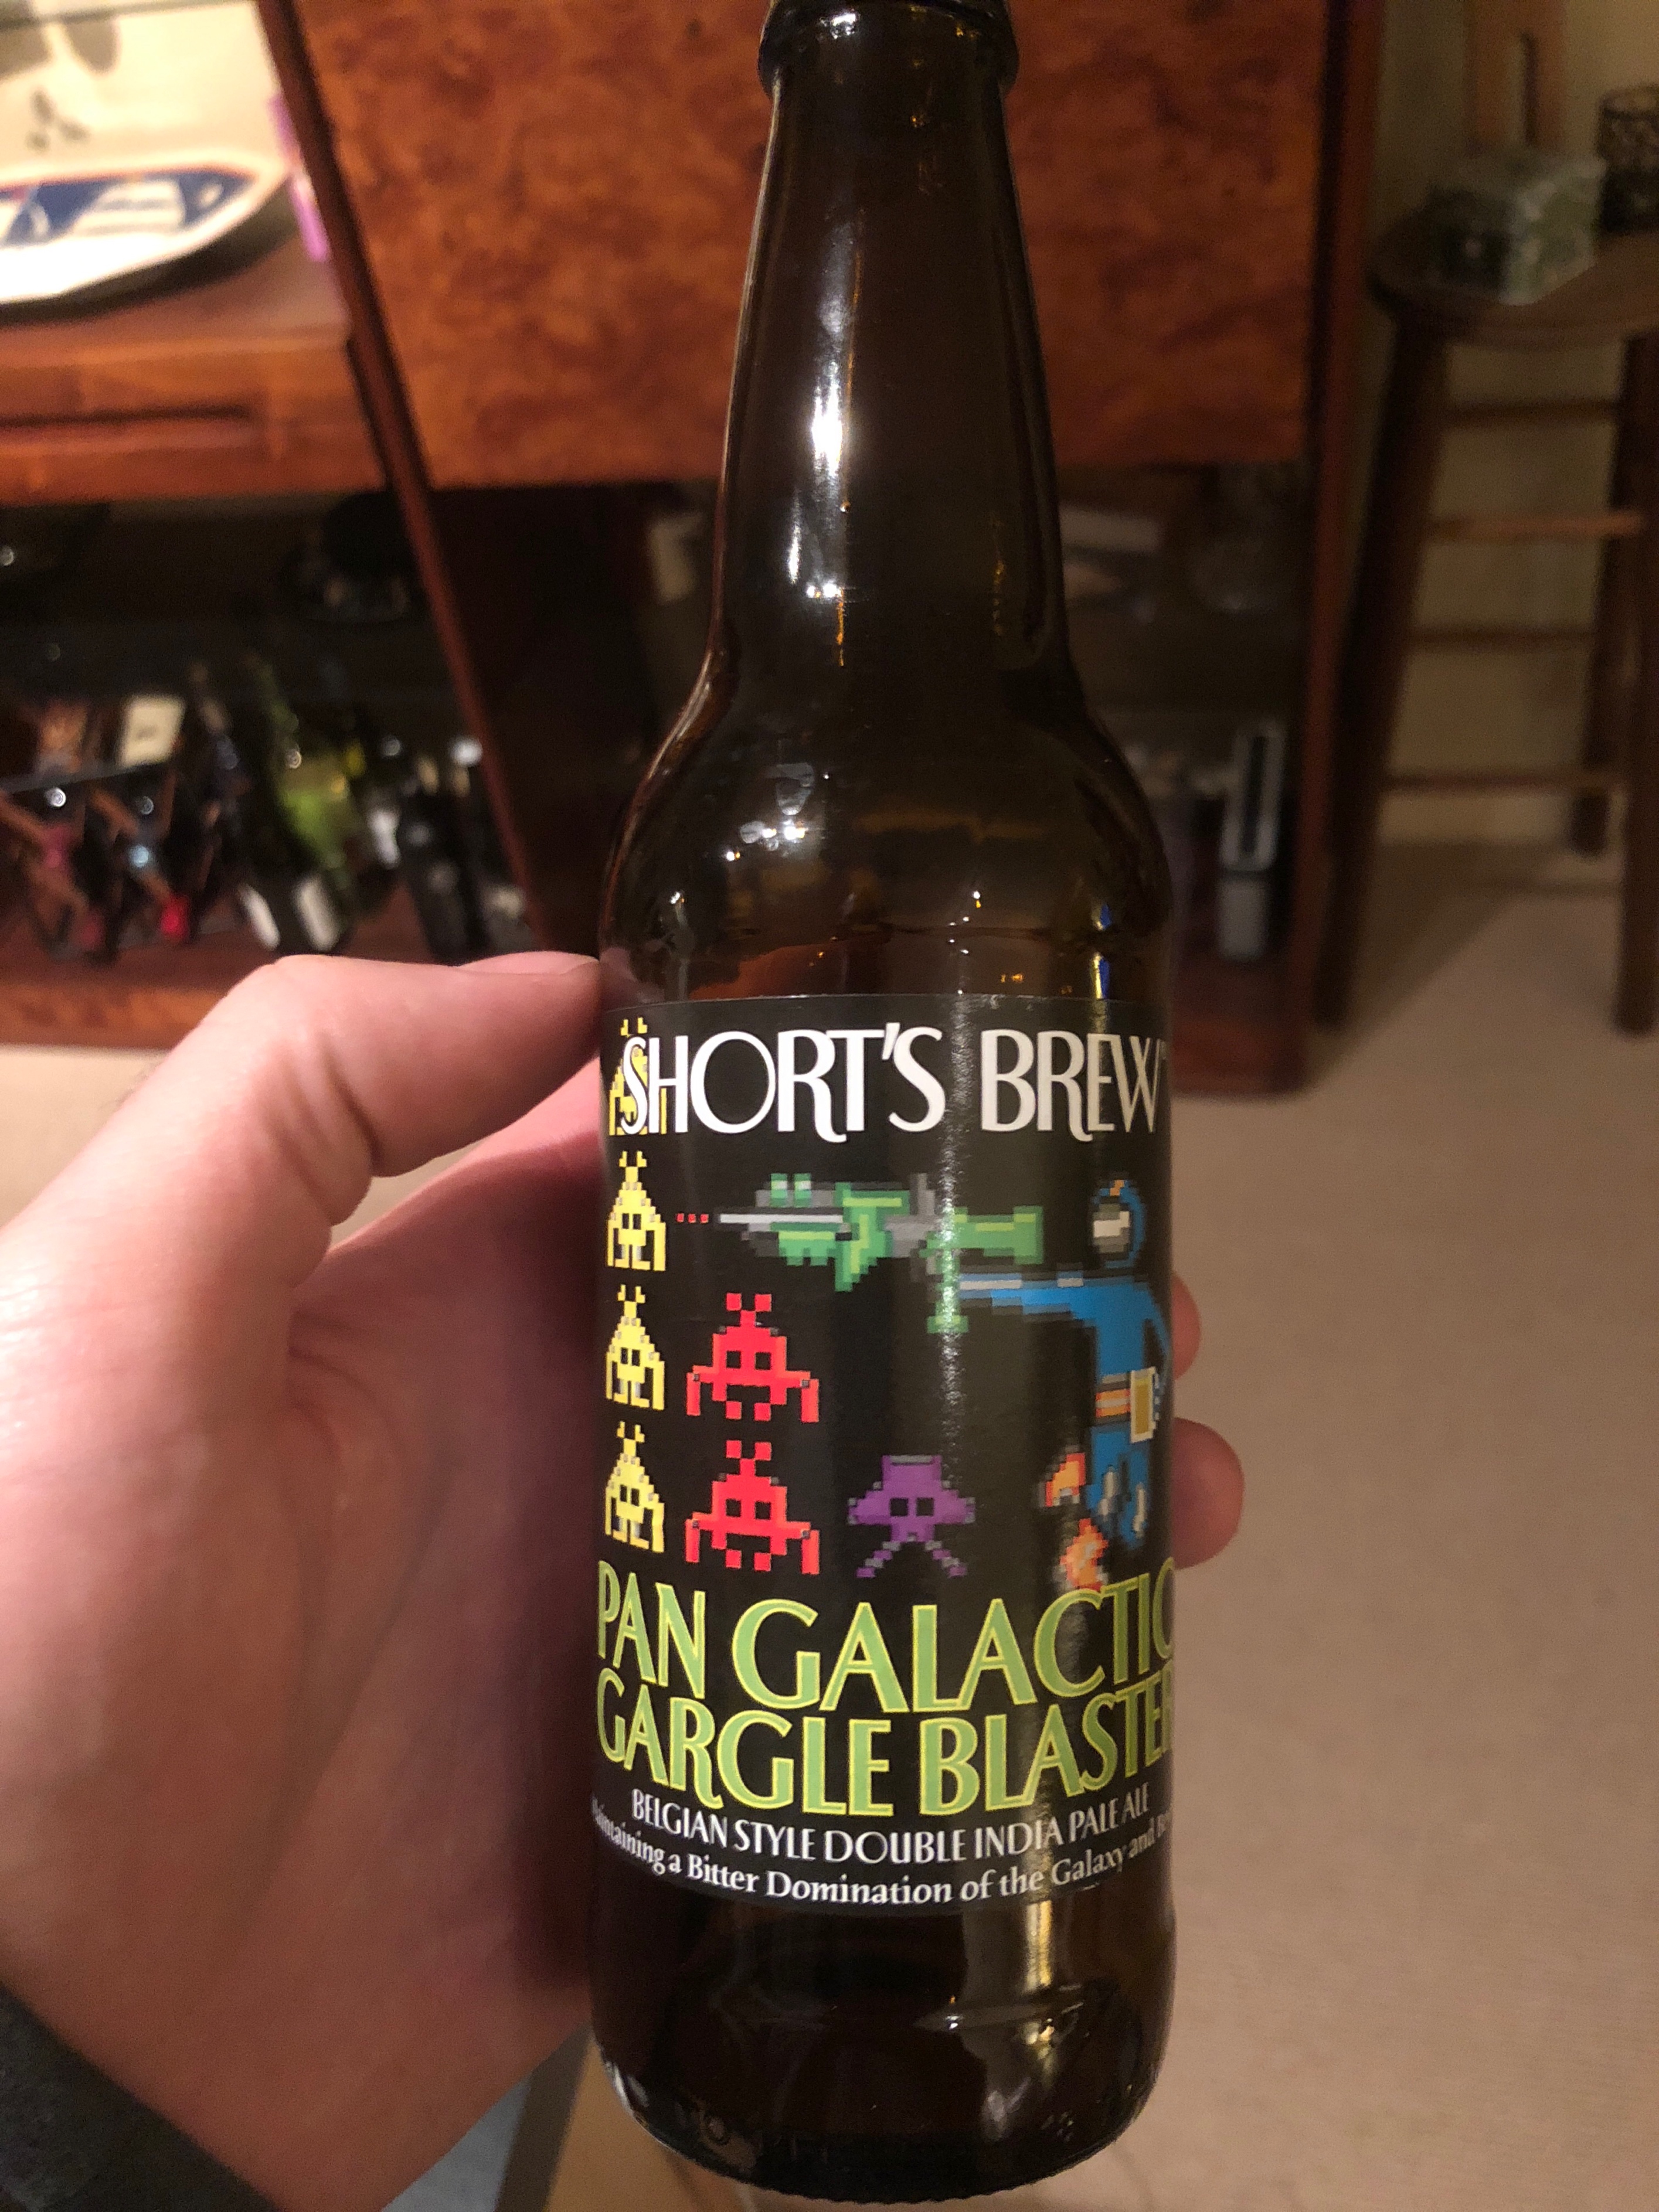 SHORT'S BREW
PAN GALACTIC
GARGLE BLASTER
BELGIAN STYLE DOUBLE INDIA PALE ALE
a Bitter Domination of the Galaxy and